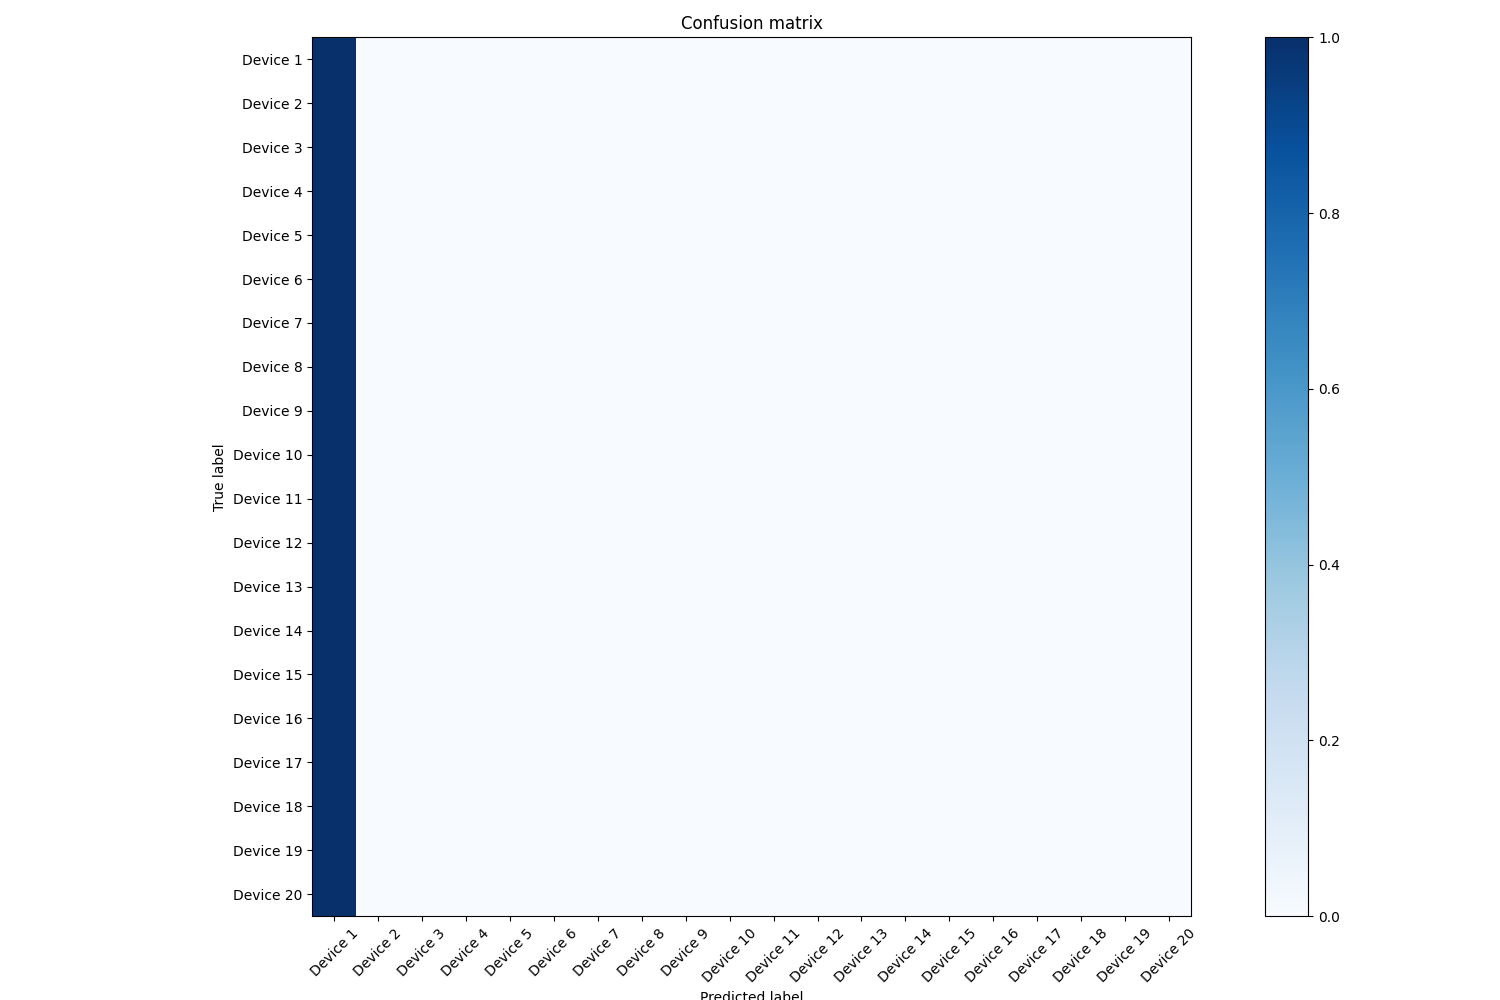 Confusion matrix
True label
Device 1
Device 2
Device 3
Device 4
Device 5
Device 6
Device 7
Device 8
Device 9
Device 10
Device 11
Device 12
Device 13
Device 14
Device 15
Device 16
Device 17
Device 18
Device 19
Device 20
Device 1
Device 2
Device 3
Device 4
Device 5
Device 6
Device 7
Device 8
Device 9
Device 10
Device 11
Device 12
Device 13
Device 14
Device 15
Device 16
Device 17
Device 18
Device 19
Device 20
Predicted label
1.0
0.8
0.6
0.4
0.2
0.0